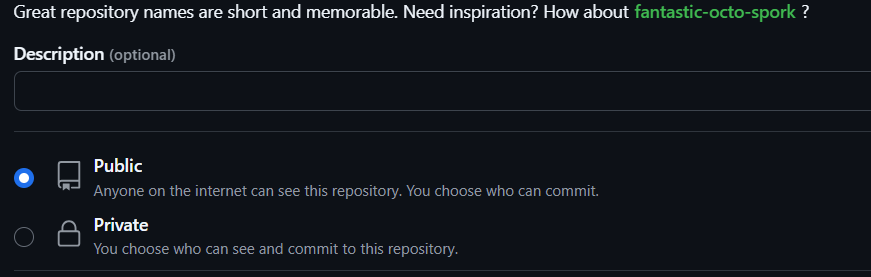 Great repository names are short and memorable. Need inspiration? How about fantastic-octo-spork ?
Description (optional)
Public
Anyone on the internet can see this repository. You choose who can commit.
Private
You choose who can see and commit to this repository.